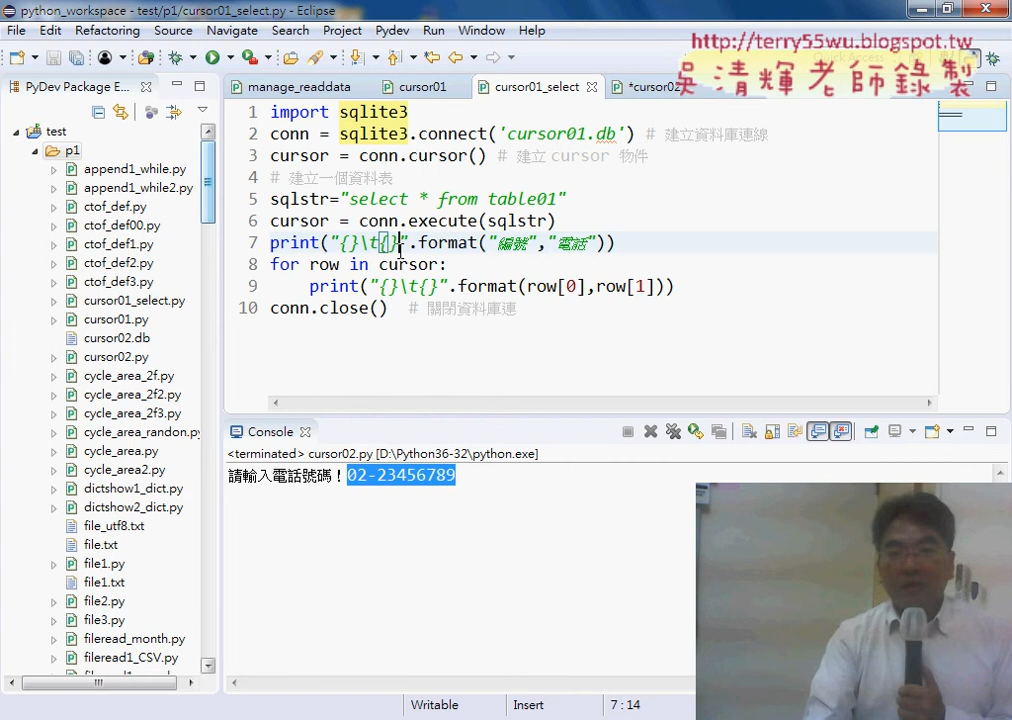 python_workspace - test/p1/cursor01_select.py - Eclipse
File Edit Refactoring Source Navigate Search Project Pydev Run Window Help
http://terry55wu.blogspot.tw
吳清輝老師錄製
PyDev Package E...
manage_readdata
cursor01
cursor01_select
*cursor02
test
p1
append1_while.py
append1_while2.py
ctof_def.py
ctof_def00.py
ctof_def1.py
ctof_def2.py
ctof_def3.py
cursor01_select.py
cursor01.py
cursor02.db
cursor02.py
cycle_area_2f.py
cycle_area_2f2.py
cycle_area_2f3.py
cycle_area_randon.py
cycle_area.py
cycle_area2.py
dictshow1_dict.py
dictshow2_dict.py
file_utf8.txt
file.txt
file1.py
file1.txt
file2.py
file3.py
fileread_month.py
fileread1_CSV.py
1 import sqlite3
2 conn = sqlite3.connect('cursor01.db') # 建立資料庫連線
3 cursor = conn.cursor() # 建立 cursor 物件
4 # 建立一個資料表
5 sqlstr="select * from table01"
6 cursor = conn.execute(sqlstr)
7 print("{}\t{}".format("編號","電話"))
8 for row in cursor:
9 print("{}\t{}".format(row[0],row[1]))
10 conn.close() # 關閉資料庫連
Console
<terminated> cursor02.py [D:\Python36-32\python.exe]
請輸入電話號碼！02-23456789
Writable Insert 7 : 14